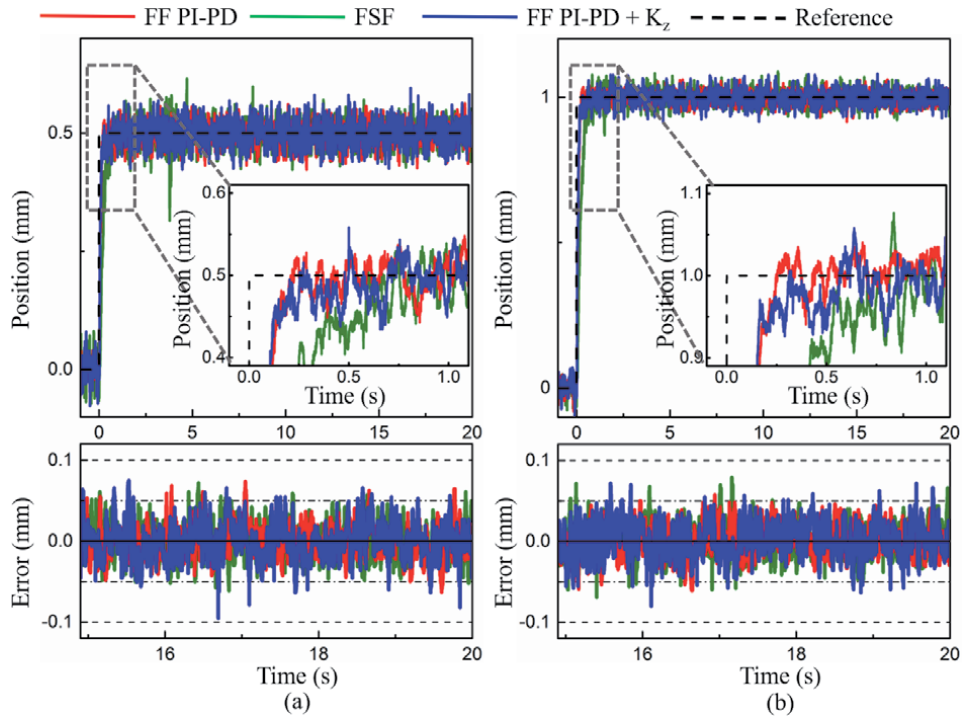 FF PI-PD FSF FF PI-PD + Kz Reference
Position (mm)
0.5
0.0
0 5 10 15 20
Position (mm)
0.6
0.5
0.4
0.0 0.5 1.0
Time (s)
Position (mm)
1
0
0 5 10 15 20
Position (mm)
1.1
1.0
0.9
0.0 0.5 1.0
Time (s)
Error (mm)
0.1
0.0
-0.1
16 18 20
Time (s)
(a)
Error (mm)
0.1
0.0
-0.1
16 18 20
Time (s)
(b)